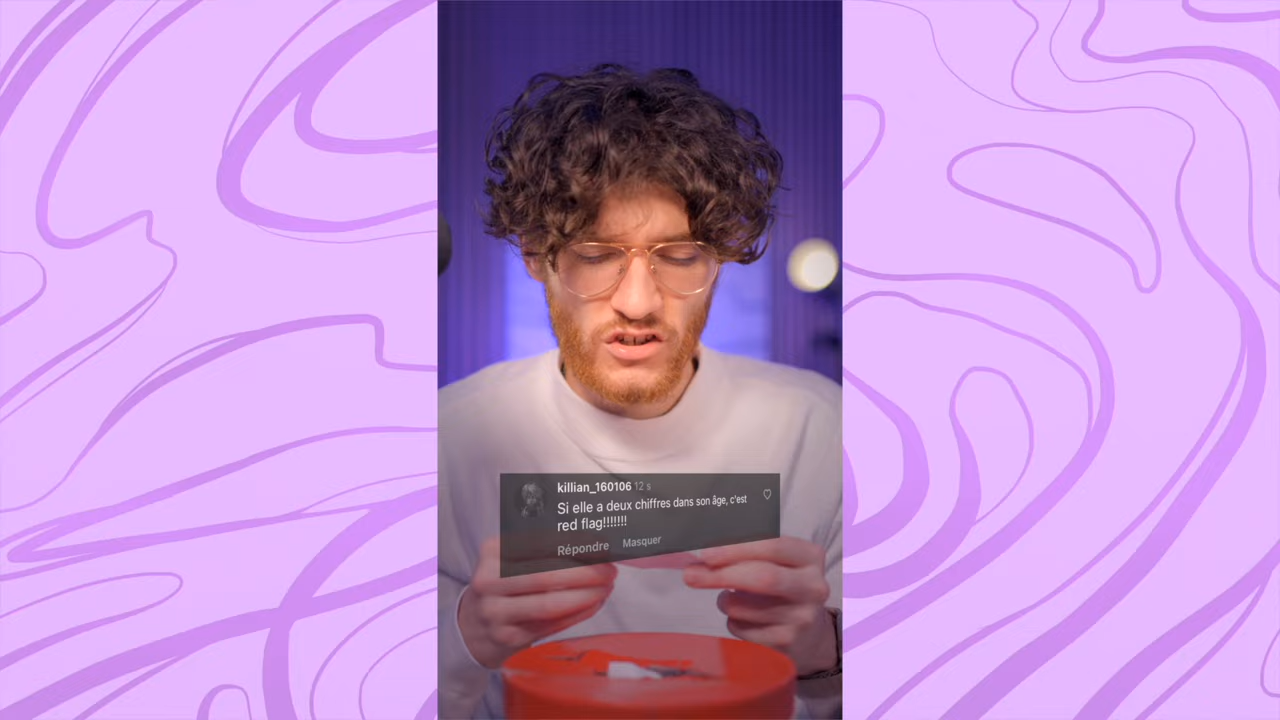 killian_160106 12 s
Si elle a deux chiffres dans son âge, c'est
red flag!!!!!!!
Répondre Masquer